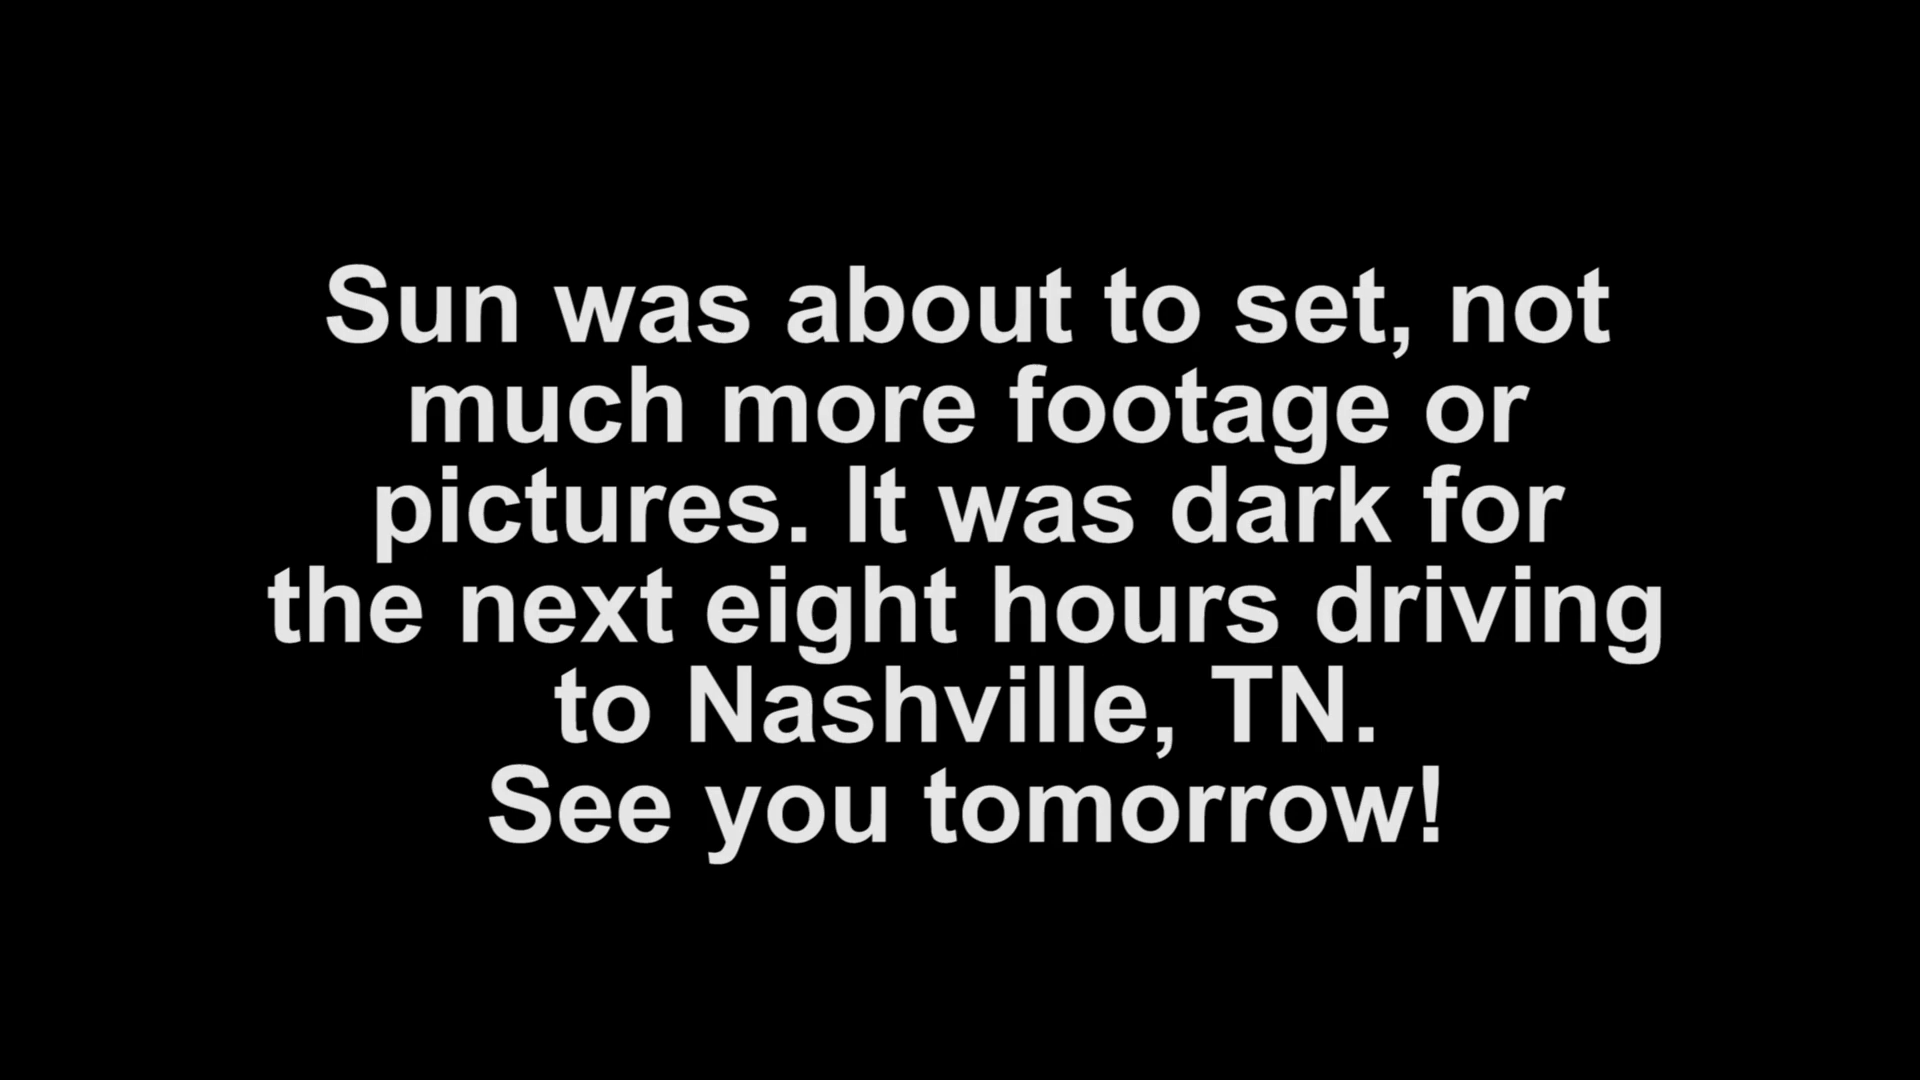 Sun was about to set, not
much more footage or
pictures. It was dark for
the next eight hours driving
to Nashville, TN.
See you tomorrow!